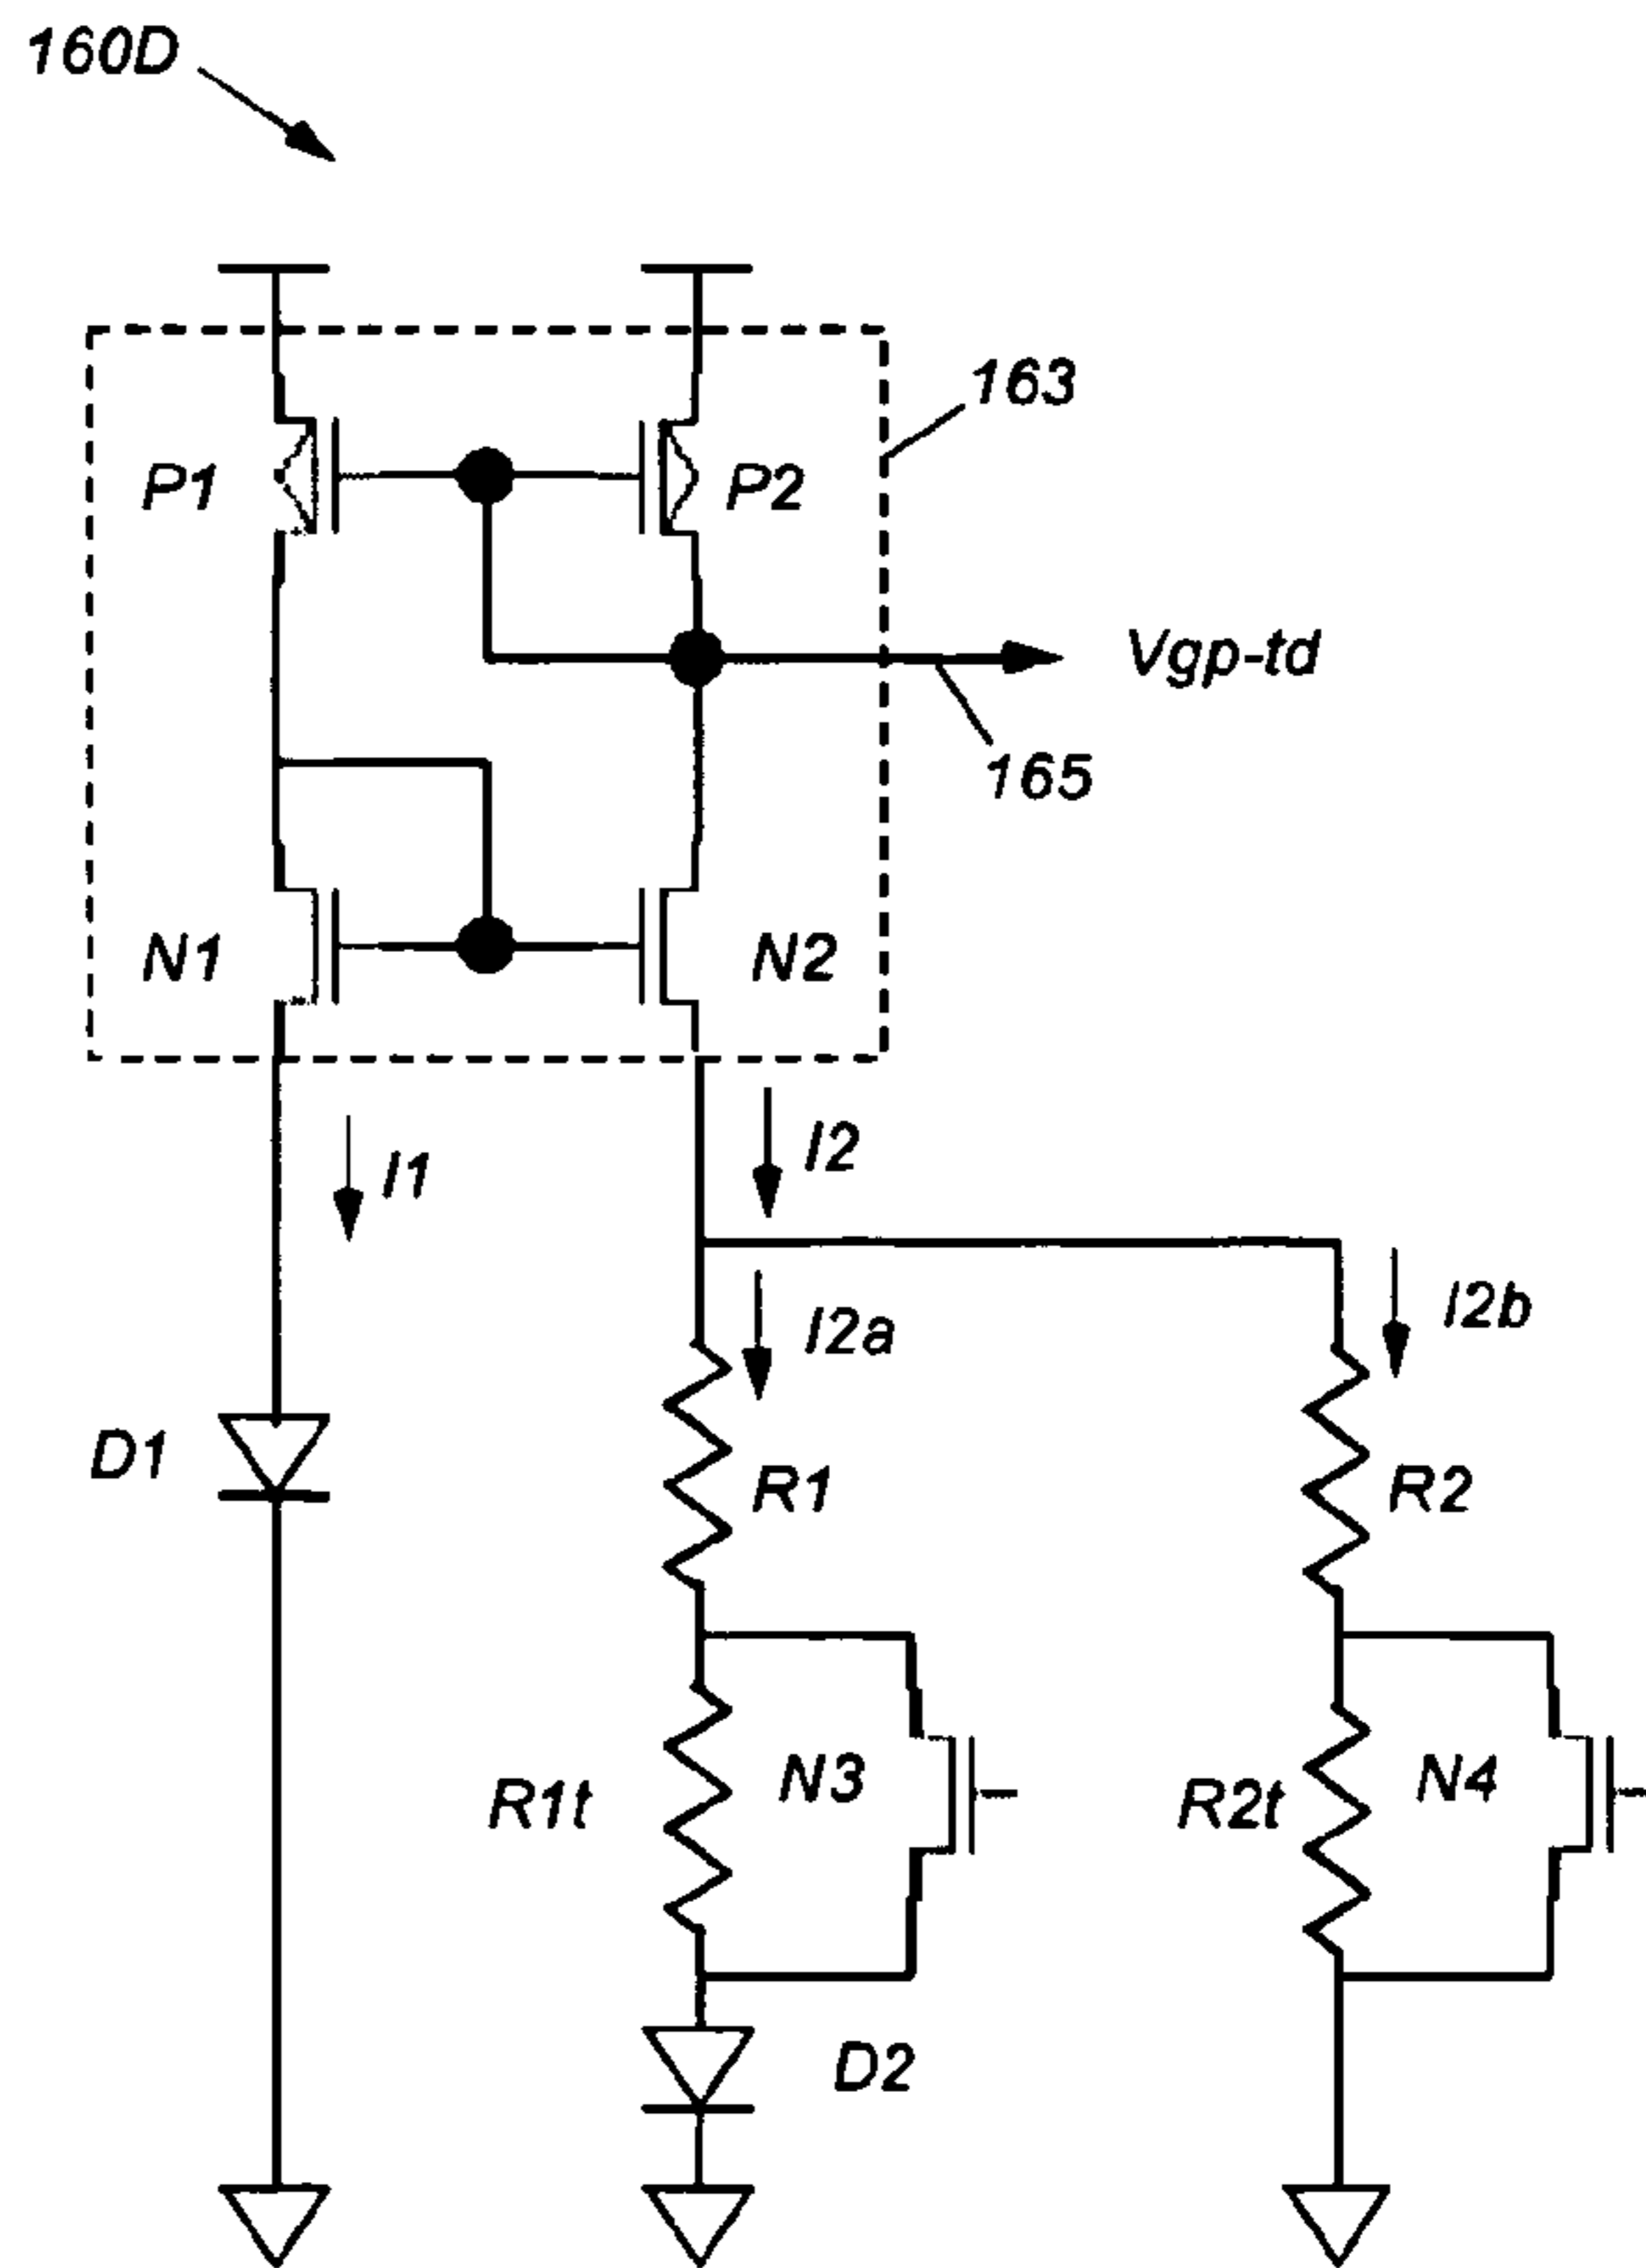 160D
163
P1
P2
Vgp-td
165
N1
N2
I1
I2
I2a
I2b
D1
R1
R2
R1t
N3
R2t
N4
D2